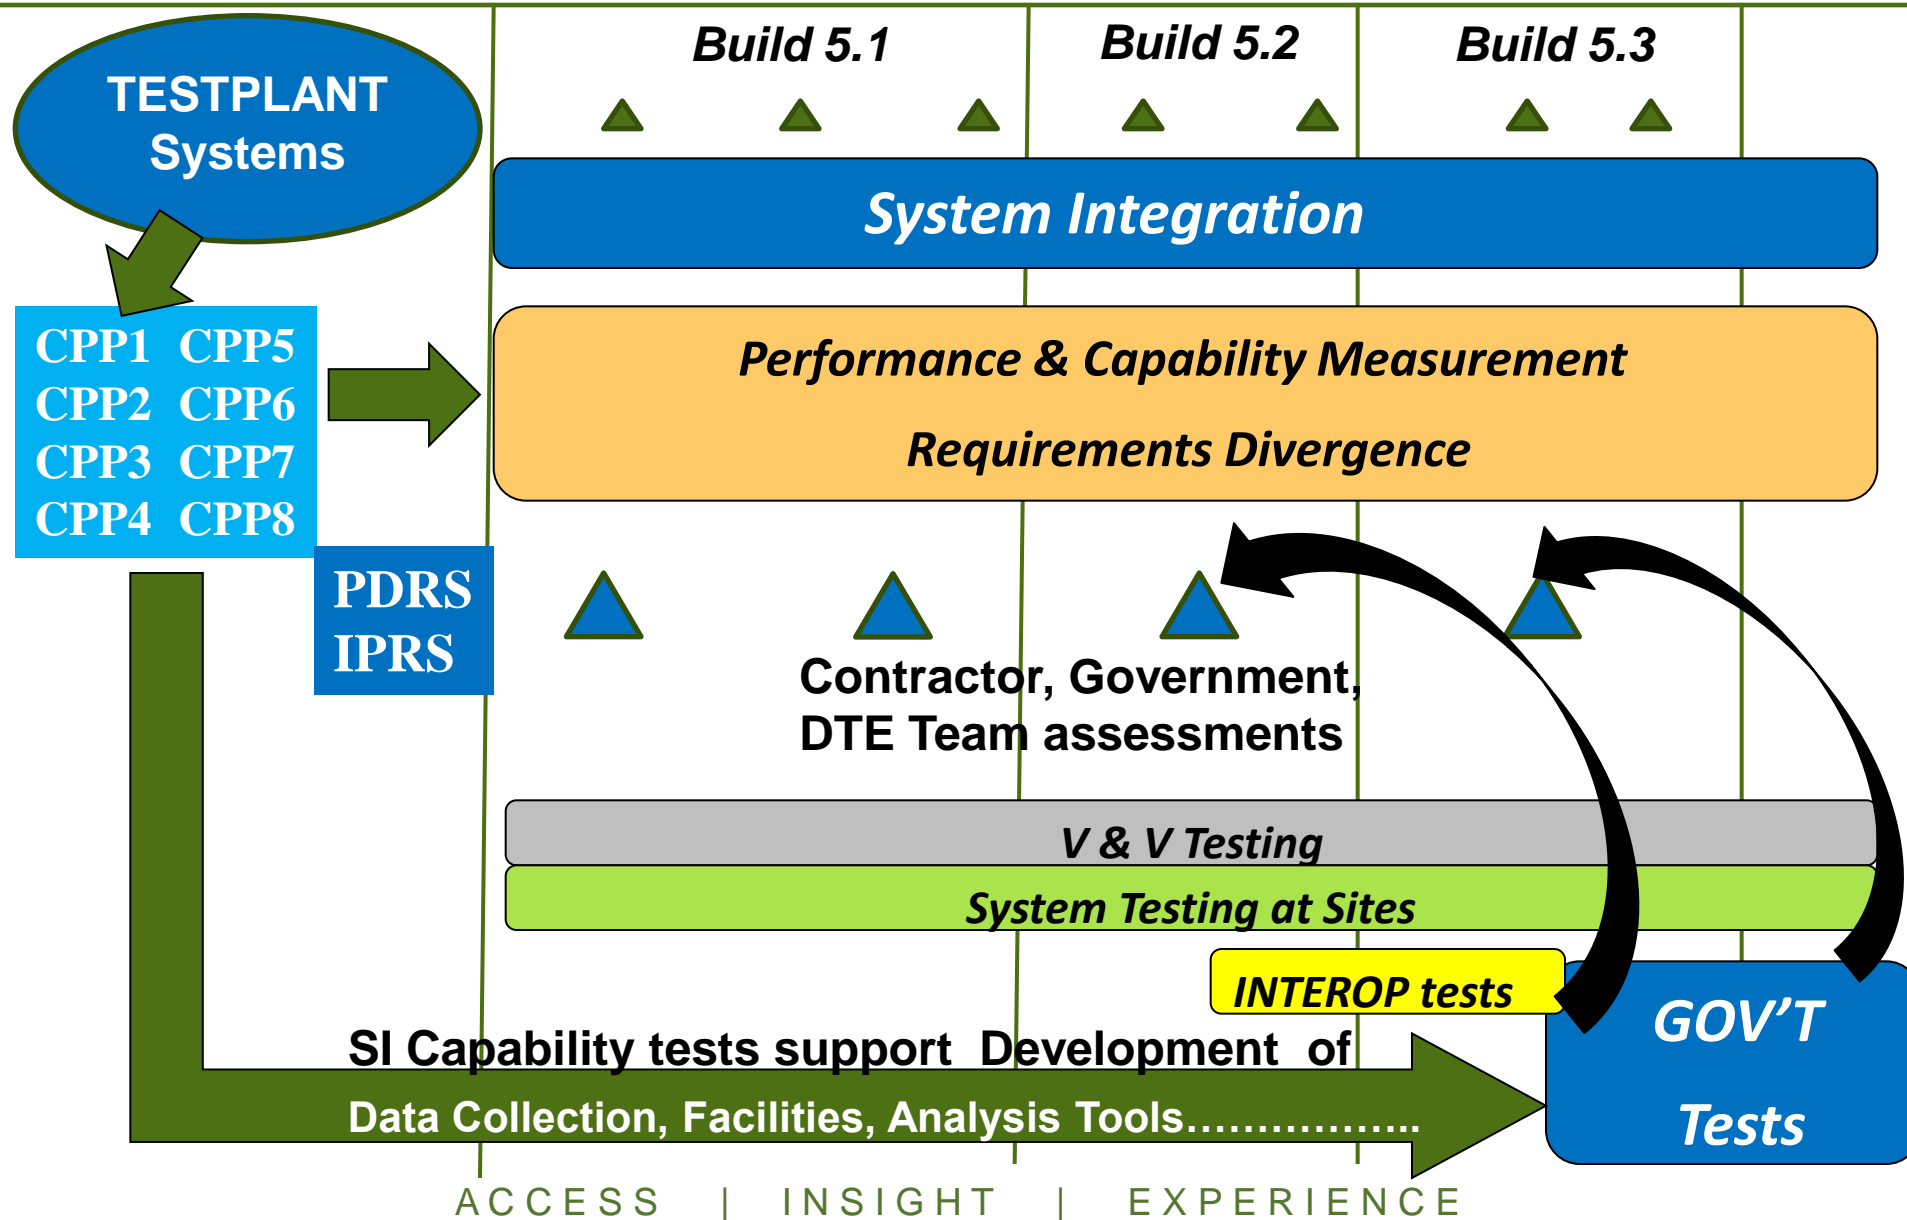 Build 5.1
Build 5.2
Build 5.3
TESTPLANT
Systems
System Integration
CPP1 CPP5
CPP2 CPP6
CPP3 CPP7
CPP4 CPP8
Performance & Capability Measurement
Requirements Divergence
PDRS
IPRS
Contractor, Government,
DTE Team assessments
V & V Testing
System Testing at Sites
INTEROP tests
GOV’T
Tests
SI Capability tests support Development of
Data Collection, Facilities, Analysis Tools……………..
ACCESS | INSIGHT | EXPERIENCE